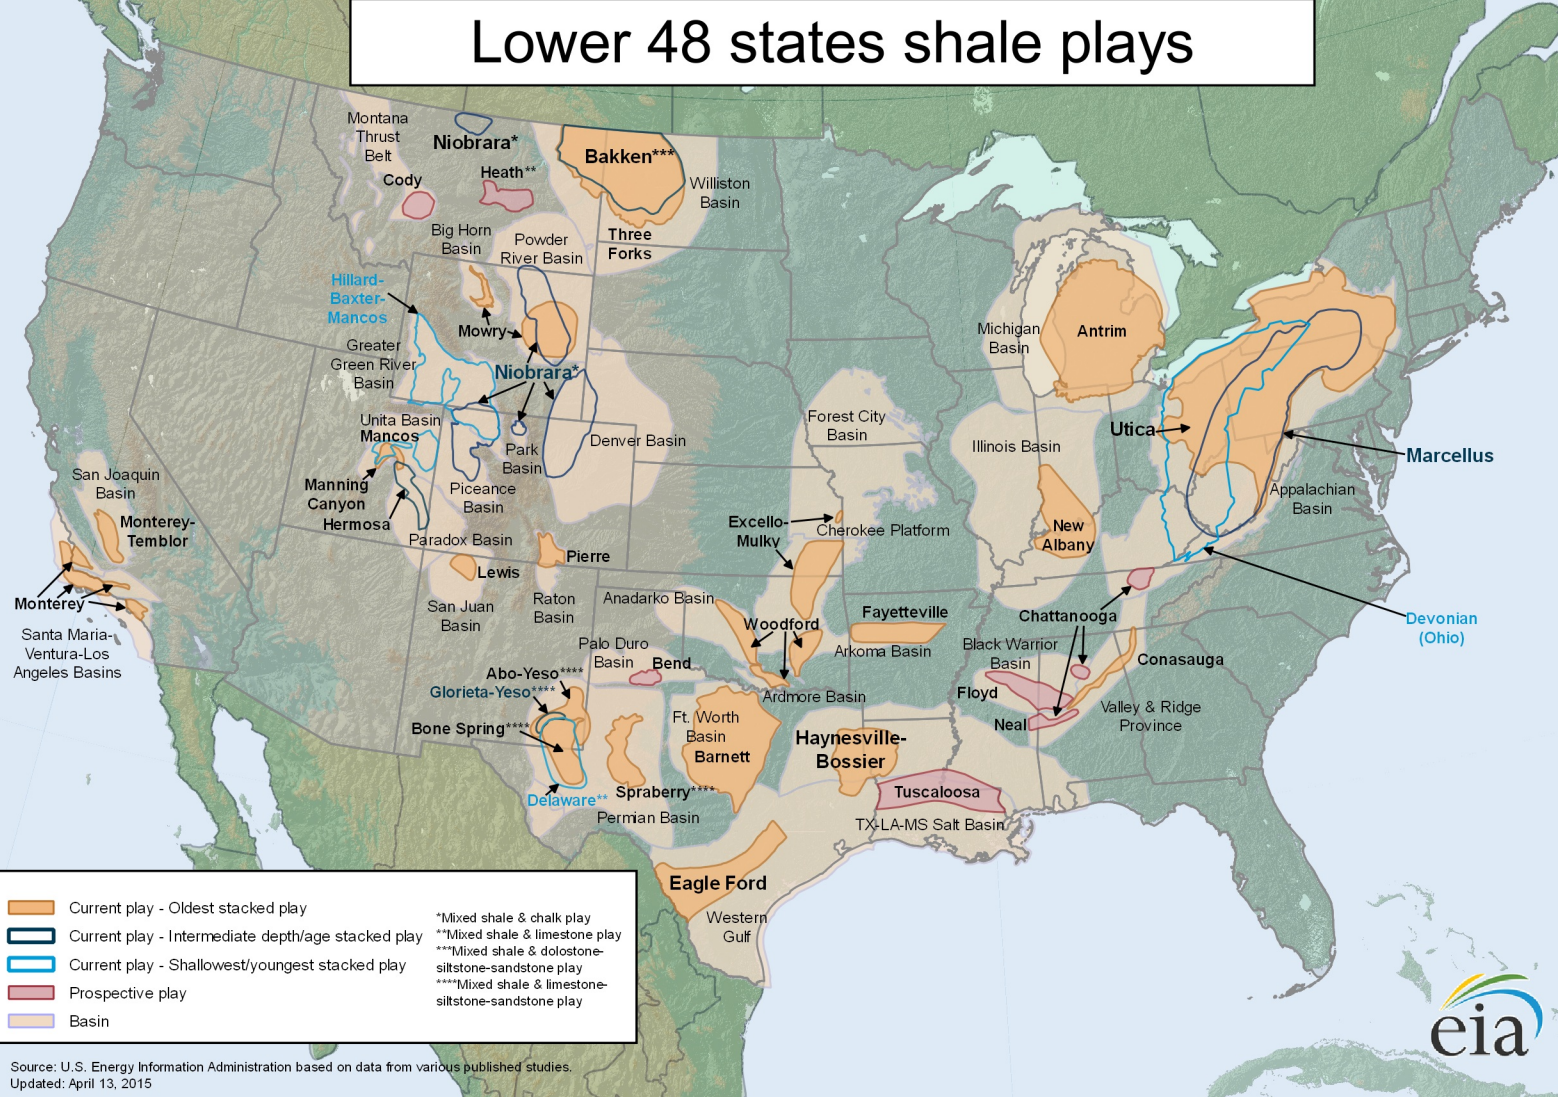 Lower 48 states shale plays
Montana
Thrust
Belt
Niobrara*
Bakken***
Cody
Heath**
Williston
Basin
Big Horn
Basin
Powder
River Basin
Three
Forks
Hillard-
Baxter-
Mancos
Mowry
Greater
Green River
Basin
Niobrara*
Michigan
Basin
Antrim
Unita Basin
Mancos
Park
Basin
Denver Basin
Forest City
Basin
Illinois Basin
Utica
Marcellus
San Joaquin
Basin
Manning
Canyon
Hermosa
Piceance
Basin
Appalachian
Basin
Monterey-
Temblor
Paradox Basin
Excello-
Mulky
Cherokee Platform
New
Albany
Pierre
Lewis
Monterey
San Juan
Basin
Raton
Basin
Anadarko Basin
Woodford
Fayetteville
Chattanooga
Devonian
(Ohio)
Santa Maria-
Ventura-Los
Angeles Basins
Palo Duro
Basin
Bend
Arkoma Basin
Black Warrior
Basin
Conasauga
Abo-Yeso****
Glorieta-Yeso****
Bone Spring****
Ardmore Basin
Floyd
Neal
Valley & Ridge
Province
Ft. Worth
Basin
Barnett
Haynesville-
Bossier
Delaware**
Spraberry****
Permian Basin
Tuscaloosa
TX-LA-MS Salt Basin
Eagle Ford
Western
Gulf
Current play - Oldest stacked play
Current play - Intermediate depth/age stacked play
Current play - Shallowest/youngest stacked play
Prospective play
Basin
*Mixed shale & chalk play
**Mixed shale & limestone play
***Mixed shale & dolostone-
siltstone-sandstone play
****Mixed shale & limestone-
siltstone-sandstone play
Source: U.S. Energy Information Administration based on data from various published studies.
Updated: April 13, 2015
eia